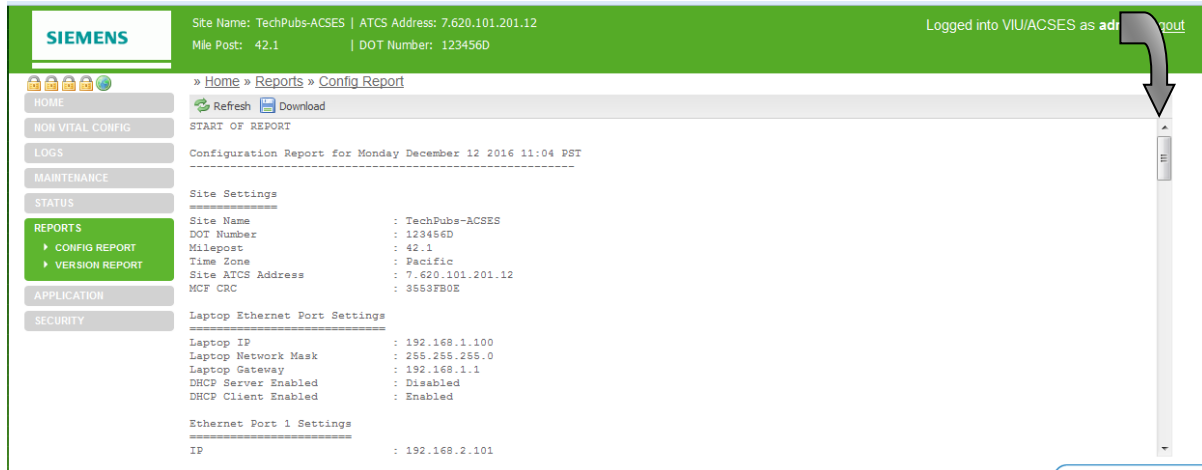 SIEMENS
Site Name: TechPubs-ACSES | ATCS Address: 7.620.101.201.12
Mile Post: 42.1 | DOT Number: 123456D
Logged into VIU/ACSES as
» Home » Reports » Config Report
HOME
NON VITAL CONFIG
LOGS
MAINTENANCE
STATUS
REPORTS
CONFIG REPORT
VERSION REPORT
APPLICATION
SECURITY
Refresh Download
START OF REPORT
Configuration Report for Monday December 12 2016 11:04 PST
--------------------------------------------------------
Site Settings
=============
Site Name : TechPubs-ACSES
DOT Number : 123456D
Milepost : 42.1
Time Zone : Pacific
Site ATCS Address : 7.620.101.201.12
MCF CRC : 3553FB0E
Laptop Ethernet Port Settings
=============================
Laptop IP : 192.168.1.100
Laptop Network Mask : 255.255.255.0
Laptop Gateway : 192.168.1.1
DHCP Server Enabled : Disabled
DHCP Client Enabled : Enabled
Ethernet Port 1 Settings
========================
IP : 192.168.2.101